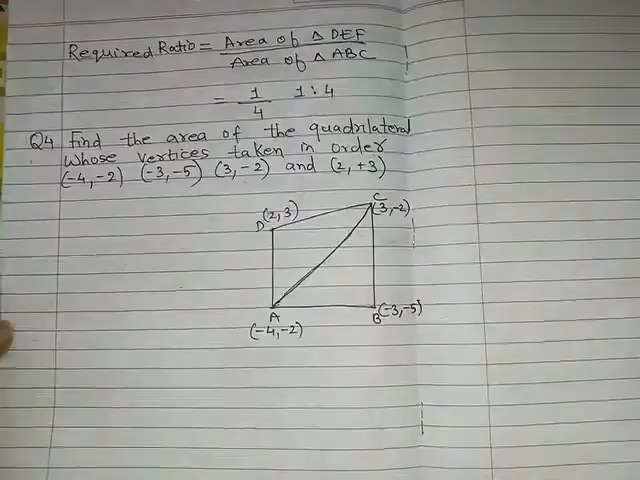 Required Ratio = Area of △ DEF
Area of △ ABC
= 1/4 1:4
Q4 Find the area of the quadrilateral
whose vertices taken in order
(-4,-2) (-3,-5) (3,-2) and (2,+3)
C
D (2,3) (3,-2)
A B (-3,-5)
(-4,-2)